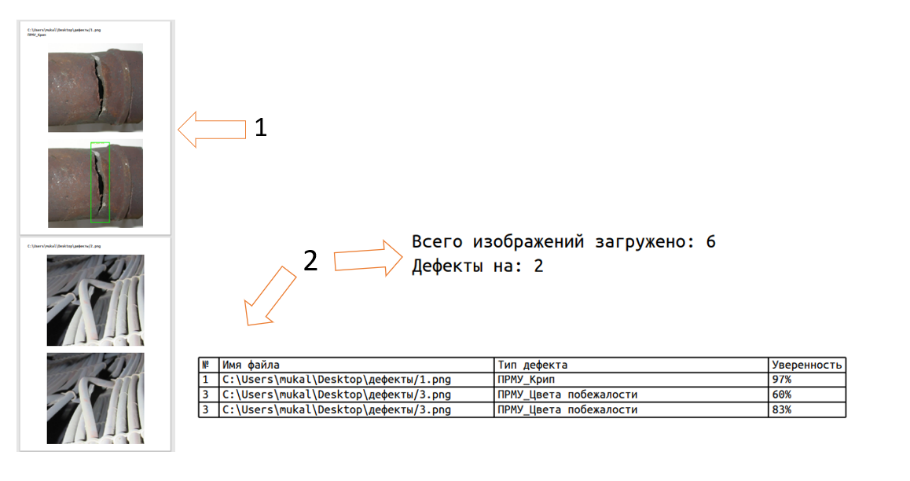 C:\Users\mukal\Desktop\дефекты/1.png
ПРМУ_Крип
1
C:\Users\mukal\Desktop\дефекты/2.png
2
Всего изображений загружено: 6
Дефекты на: 2
№ Имя файла Тип дефекта Уверенность
1 C:\Users\mukal\Desktop\дефекты/1.png ПРМУ_Крип 97%
3 C:\Users\mukal\Desktop\дефекты/3.png ПРМУ_Цвета побежалости 60%
3 C:\Users\mukal\Desktop\дефекты/3.png ПРМУ_Цвета побежалости 83%